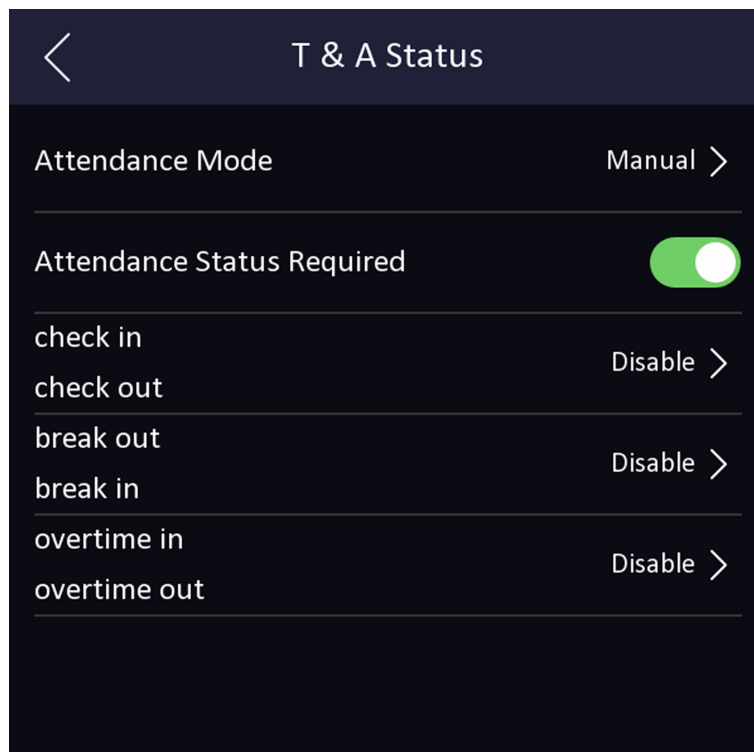 T & A Status
Attendance Mode Manual
Attendance Status Required
check in
check out
Disable
break out
break in
Disable
overtime in
overtime out
Disable